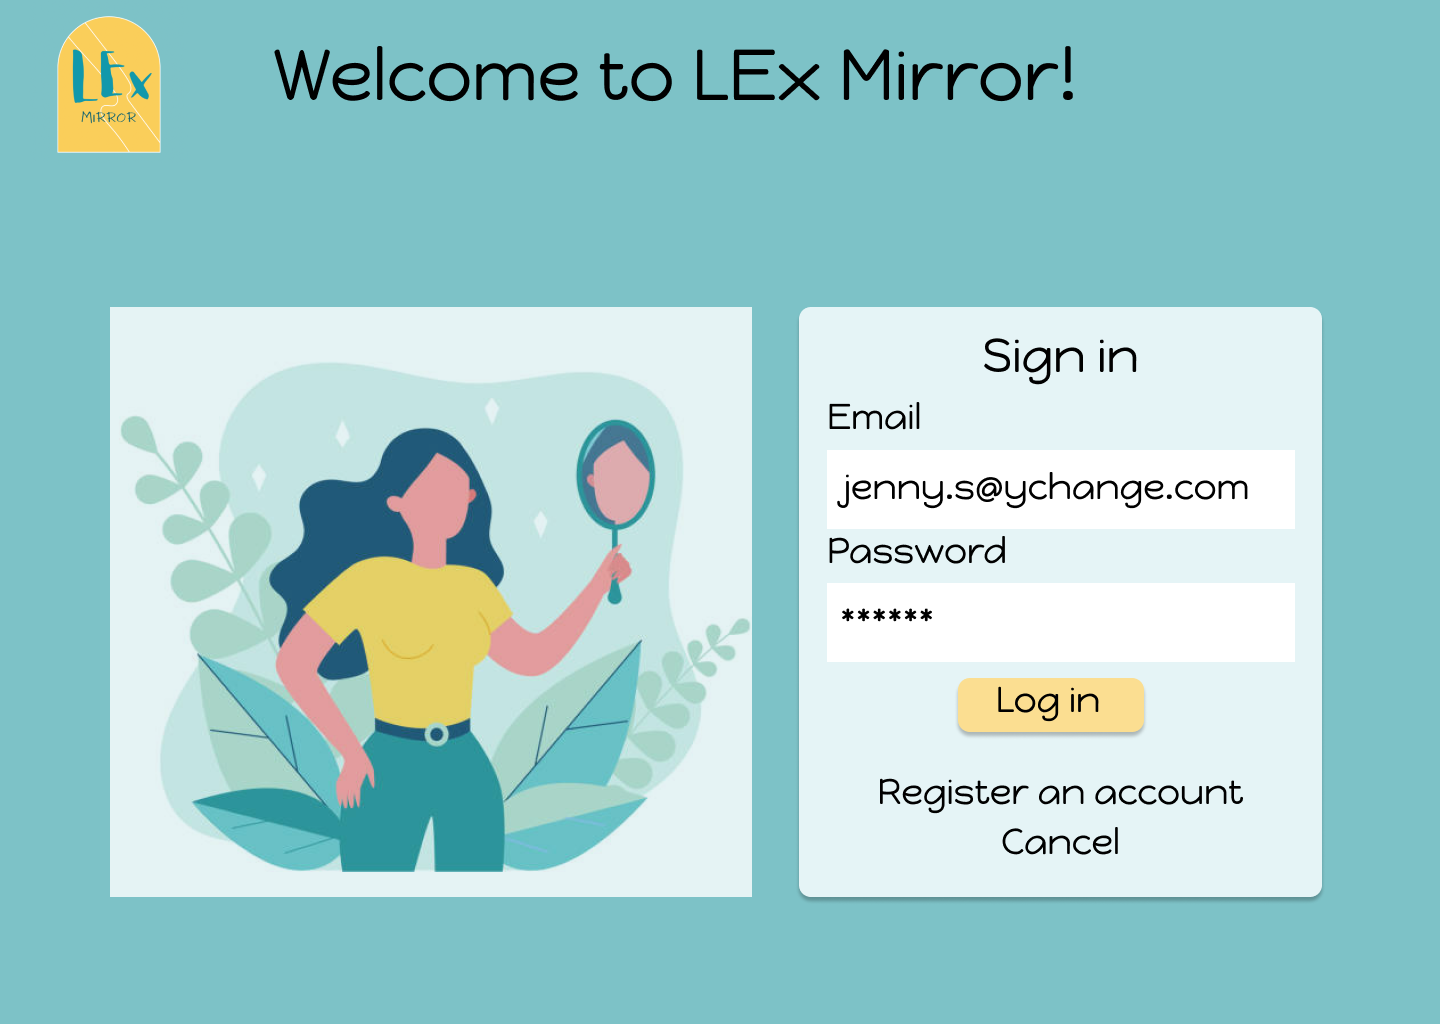 LEx
MIRROR
Welcome to LEx Mirror!
Sign in
Email
jenny.s@ychange.com
Password
******
Log in
Register an account
Cancel